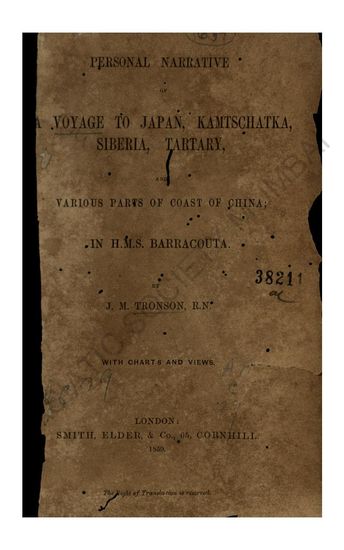 PERSONAL NARRATIVE
OF
A VOYAGE TO JAPAN, KAMTSCHATKA,
SIBERIA, TARTARY,
AND
VARIOUS PARTS OF COAST OF CHINA;
IN H.M.S. BARRACOUTA.
38211
BY
J. M. TRONSON, R.N.
WITH CHARTS AND VIEWS.
LONDON:
SMITH, ELDER, & Co., 65, CORNHILL.
1859.
The Right of Translation is reserved.